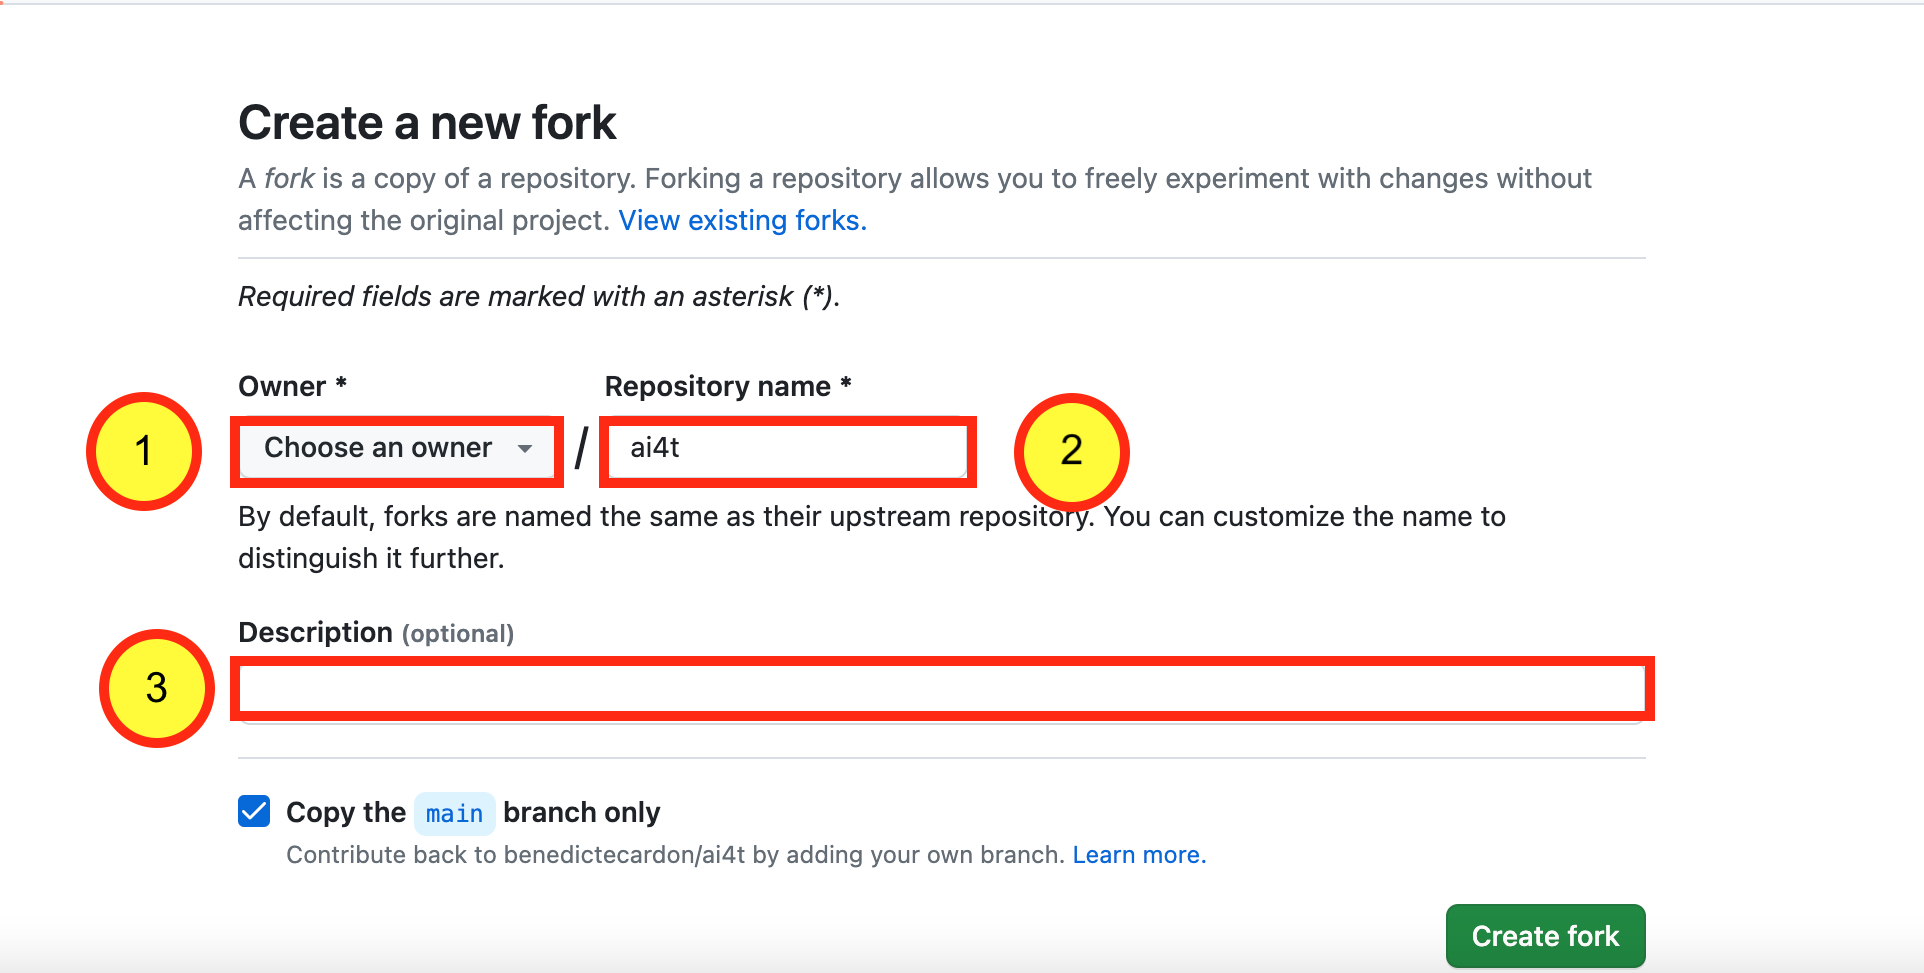 Create a new fork
A fork is a copy of a repository. Forking a repository allows you to freely experiment with changes without
affecting the original project. View existing forks.
Required fields are marked with an asterisk (*).
Owner * Repository name *
1 Choose an owner / ai4t 2
By default, forks are named the same as their upstream repository. You can customize the name to
distinguish it further.
Description (optional)
3
Copy the main branch only
Contribute back to benedictecardon/ai4t by adding your own branch. Learn more.
Create fork